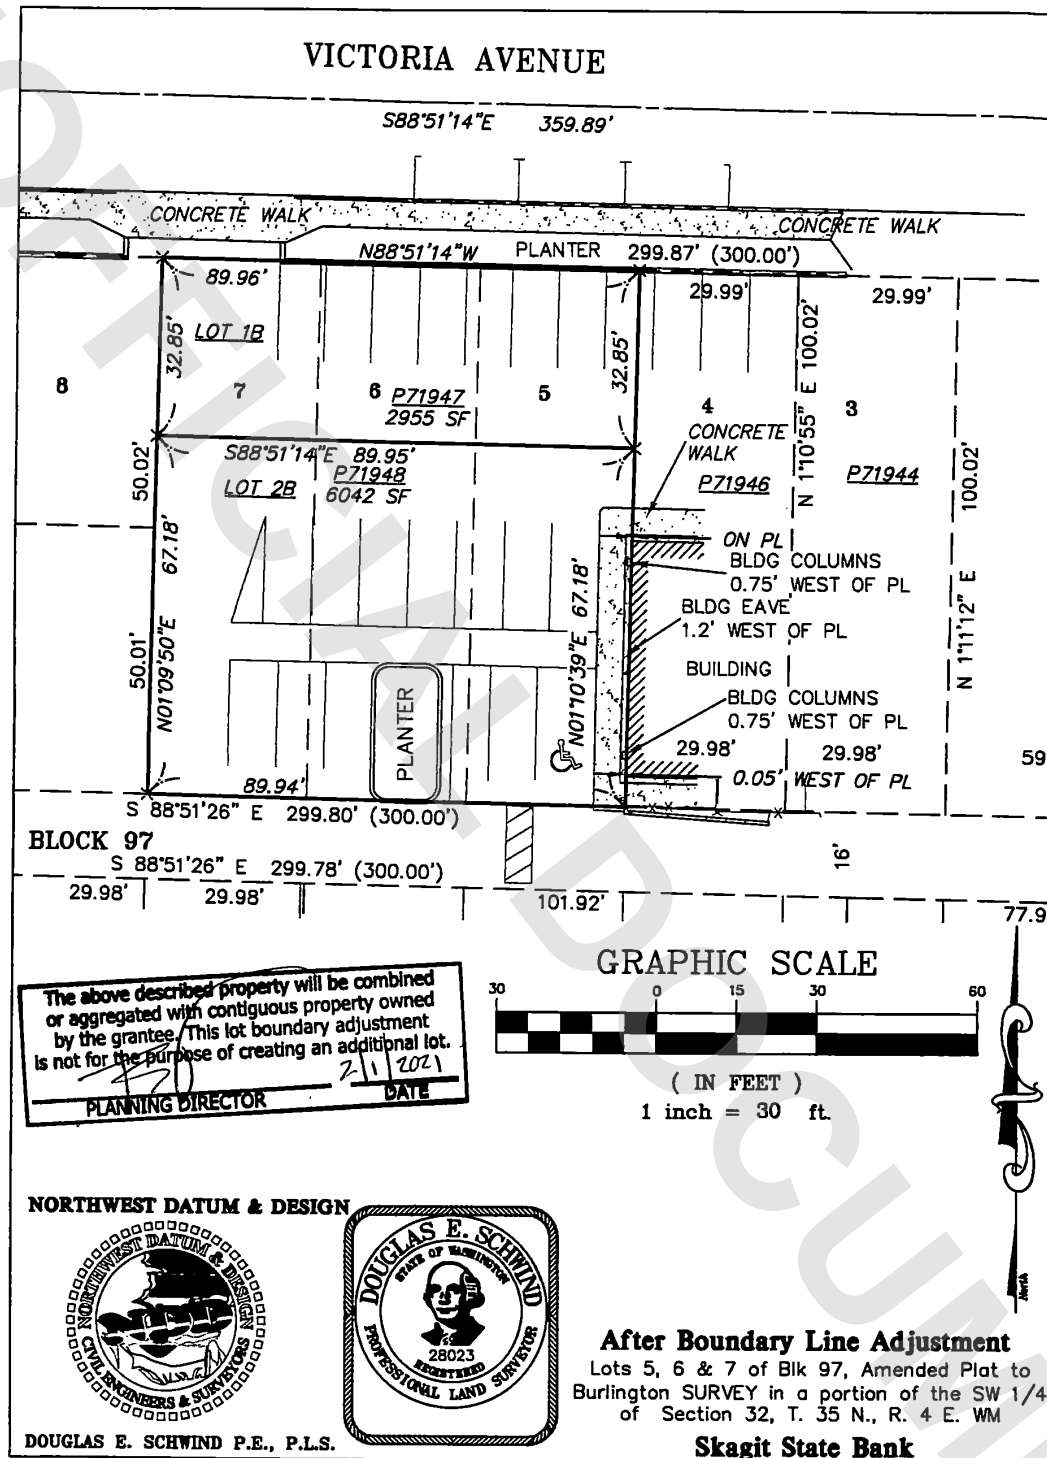 VICTORIA AVENUE
S88°51'14"E 359.89'
CONCRETE WALK
CONCRETE WALK
N88°51'14"W PLANTER 299.87' (300.00')
89.96'
29.99'
29.99'
LOT 1B
32.85'
32.85'
N 1°10'55" E 100.02'
8
7
6
P71947
2955 SF
5
4
3
CONCRETE
WALK
P71946
P71944
S88°51'14"E 89.95'
P71948
LOT 2B
6042 SF
50.02'
67.18'
N01°09'50"E
50.01'
N01°10'39"E 67.18'
100.02'
N 1°11'12" E
ON PL
BLDG COLUMNS
0.75' WEST OF PL
BLDG EAVE
1.2' WEST OF PL
BUILDING
BLDG COLUMNS
0.75' WEST OF PL
PLANTER
29.98'
29.98'
59
0.05' WEST OF PL
89.94'
S 88°51'26" E 299.80' (300.00')
BLOCK 97
S 88°51'26" E 299.78' (300.00')
16'
29.98'
29.98'
101.92'
77.9
GRAPHIC SCALE
30 0 15 30 60
( IN FEET )
1 inch = 30 ft.
The above described property will be combined
or aggregated with contiguous property owned
by the grantee. This lot boundary adjustment
is not for the purpose of creating an additional lot.
2/1/2021
PLANNING DIRECTOR DATE
North
NORTHWEST DATUM & DESIGN
NORTHWEST DATUM & DESIGN
CIVIL ENGINEERS & SURVEYORS
DOUGLAS E. SCHWIND
STATE OF WASHINGTON
28023
REGISTERED
PROFESSIONAL LAND SURVEYOR
DOUGLAS E. SCHWIND P.E., P.L.S.
After Boundary Line Adjustment
Lots 5, 6 & 7 of Blk 97, Amended Plat to
Burlington SURVEY in a portion of the SW 1/4
of Section 32, T. 35 N., R. 4 E. WM
Skagit State Bank
OFFICIAL DOCUM